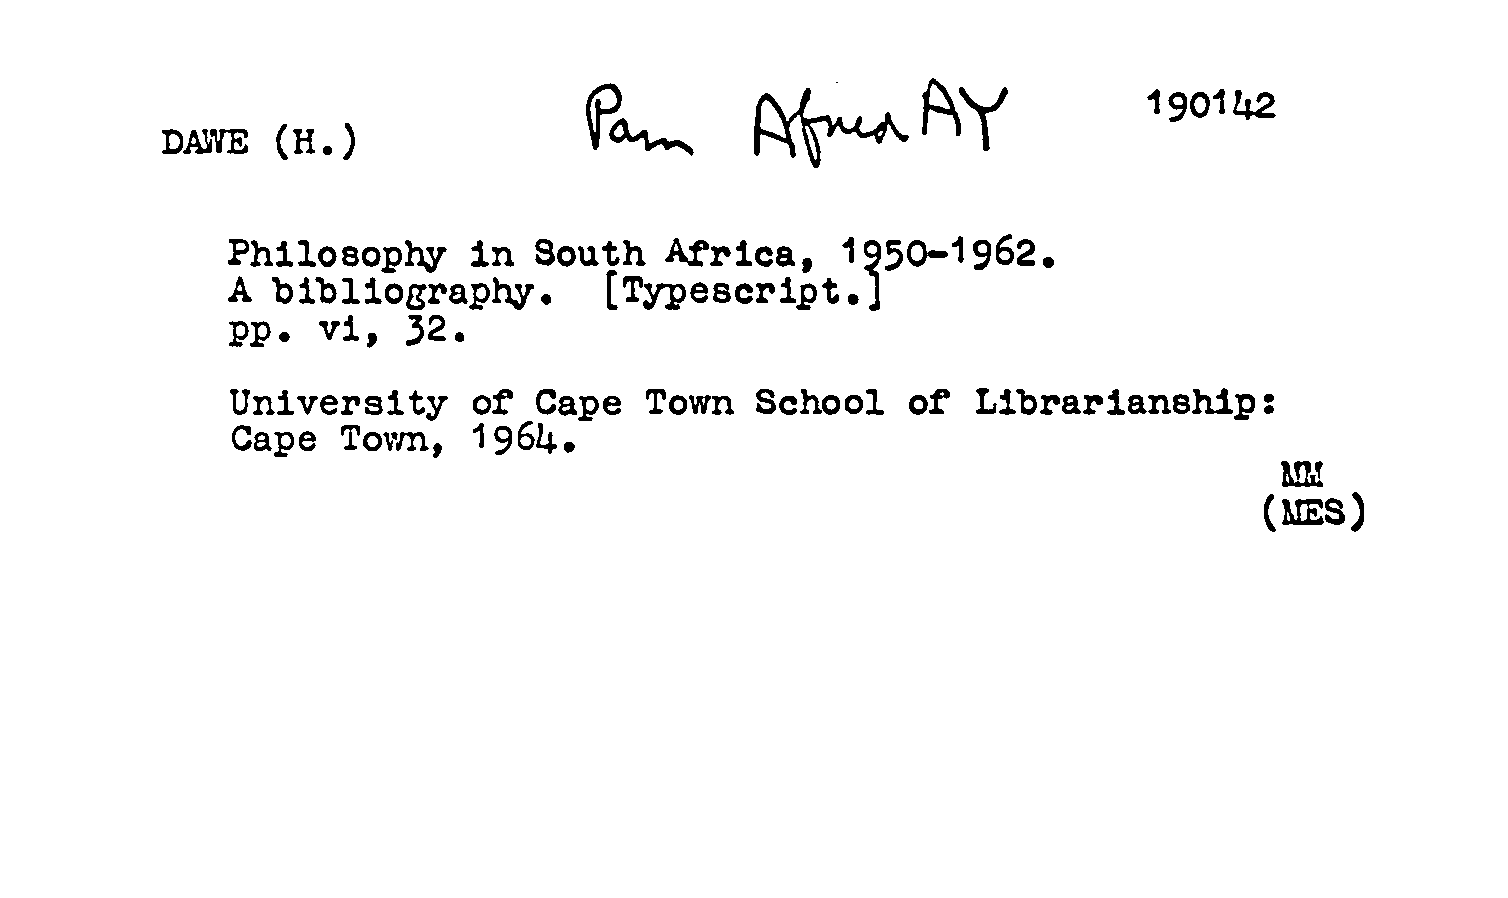 DAWE (H.)
Pam Africa AY
190142
Philosophy in South Africa, 1950-1962.
A bibliography. [Typescript.]
pp. vi, 32.
University of Cape Town School of Librarianship:
Cape Town, 1964.
MW
(MES)